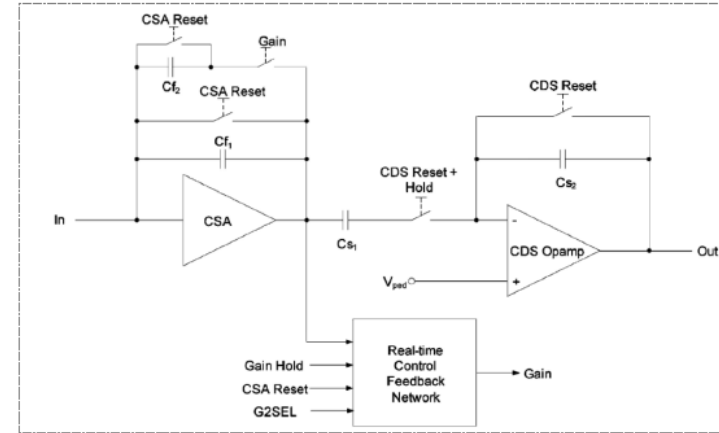 CSA Reset
Gain
Cf2
CSA Reset
CDS Reset
Cf1
CDS Reset +
Hold
Cs2
In
CSA
-
Cs1
CDS Opamp
Out
Vped
+
Real-time
Control
Feedback
Network
Gain Hold
Gain
CSA Reset
G2SEL